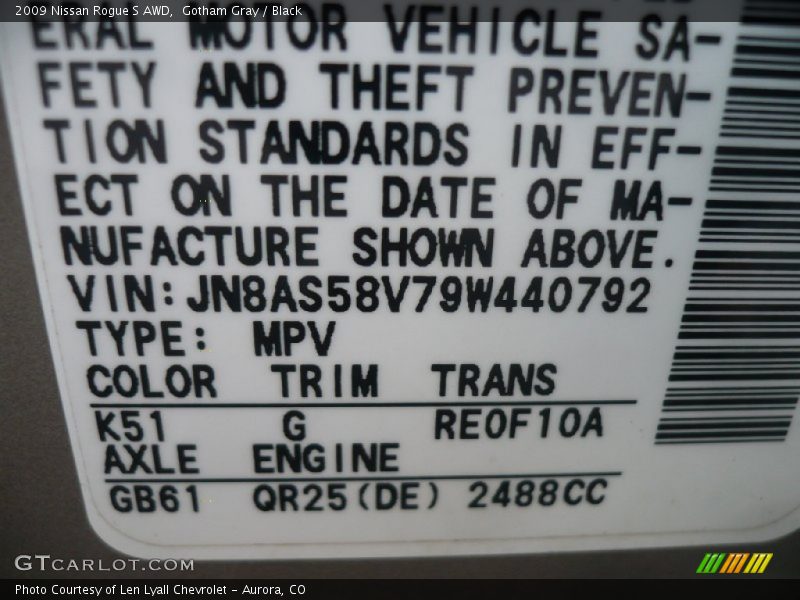 2009 Nissan Rogue S AWD, Gotham Gray / Black
ERAL MOTOR VEHICLE SA-
FETY AND THEFT PREVEN-
TION STANDARDS IN EFF-
ECT ON THE DATE OF MA-
NUFACTURE SHOWN ABOVE.
VIN: JN8AS58V79W440792
TYPE: MPV
COLOR TRIM TRANS
K51 G RE0F10A
AXLE ENGINE
GB61 QR25(DE) 2488CC
GTCARLOT.COM
Photo Courtesy of Len Lyall Chevrolet - Aurora, CO